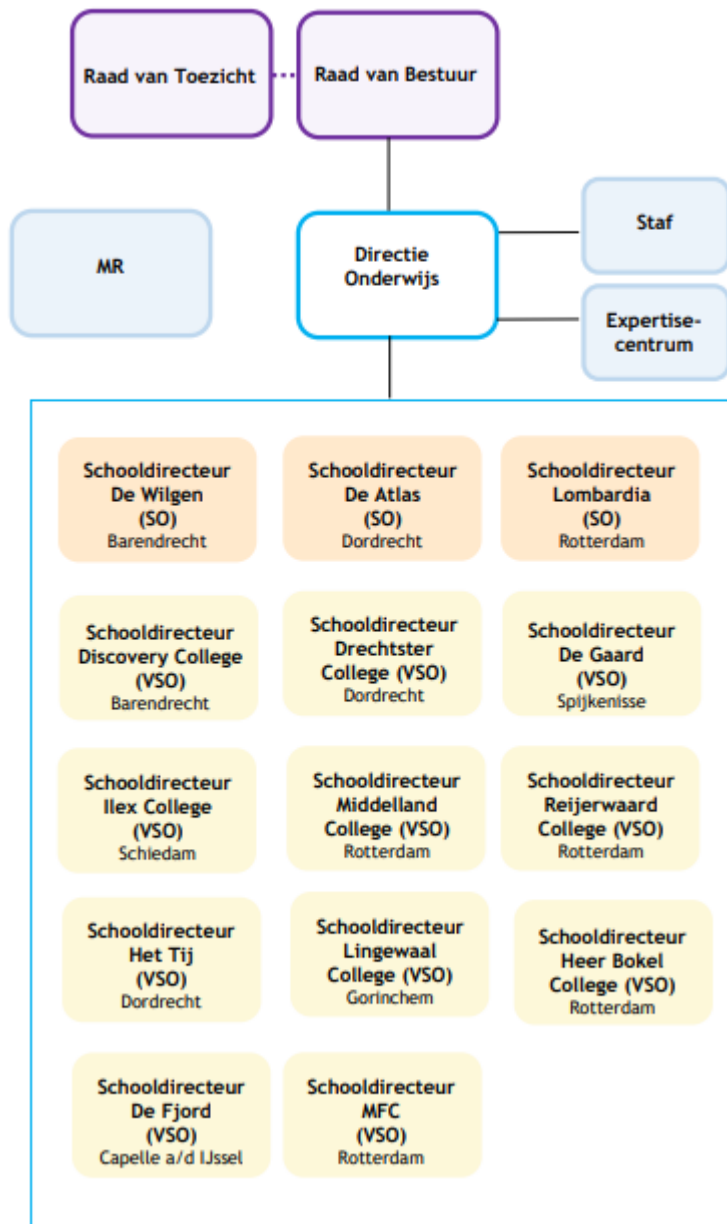 Raad van Toezicht
Raad van Bestuur
MR
Directie
Onderwijs
Staf
Expertise-
centrum
Schooldirecteur
De Wilgen
(SO)
Barendrecht
Schooldirecteur
De Atlas
(SO)
Dordrecht
Schooldirecteur
Lombardia
(SO)
Rotterdam
Schooldirecteur
Discovery College
(VSO)
Barendrecht
Schooldirecteur
Drechtster
College (VSO)
Dordrecht
Schooldirecteur
De Gaard
(VSO)
Spijkenisse
Schooldirecteur
Ilex College
(VSO)
Schiedam
Schooldirecteur
Middelland
College (VSO)
Rotterdam
Schooldirecteur
Reijerwaard
College (VSO)
Rotterdam
Schooldirecteur
Het Tij
(VSO)
Dordrecht
Schooldirecteur
Lingewaal
College (VSO)
Gorinchem
Schooldirecteur
Heer Bokel
College (VSO)
Rotterdam
Schooldirecteur
De Fjord
(VSO)
Capelle a/d IJssel
Schooldirecteur
MFC
(VSO)
Rotterdam